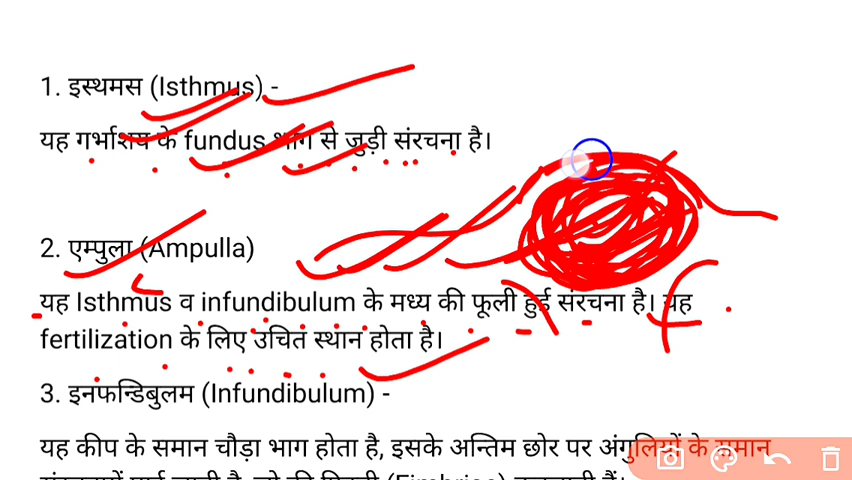 1. इस्थमस (Isthmus) -
यह गर्भाशय के fundus भाग से जुड़ी संरचना है।
2. एम्पुला (Ampulla)
यह Isthmus व infundibulum के मध्य की फूली हुई संरचना है। यह
fertilization के लिए उचित स्थान होता है।
3. इनफन्डिबुलम (Infundibulum) -
यह कीप के समान चौड़ा भाग होता है, इसके अन्तिम छोर पर अंगुलियों के समान